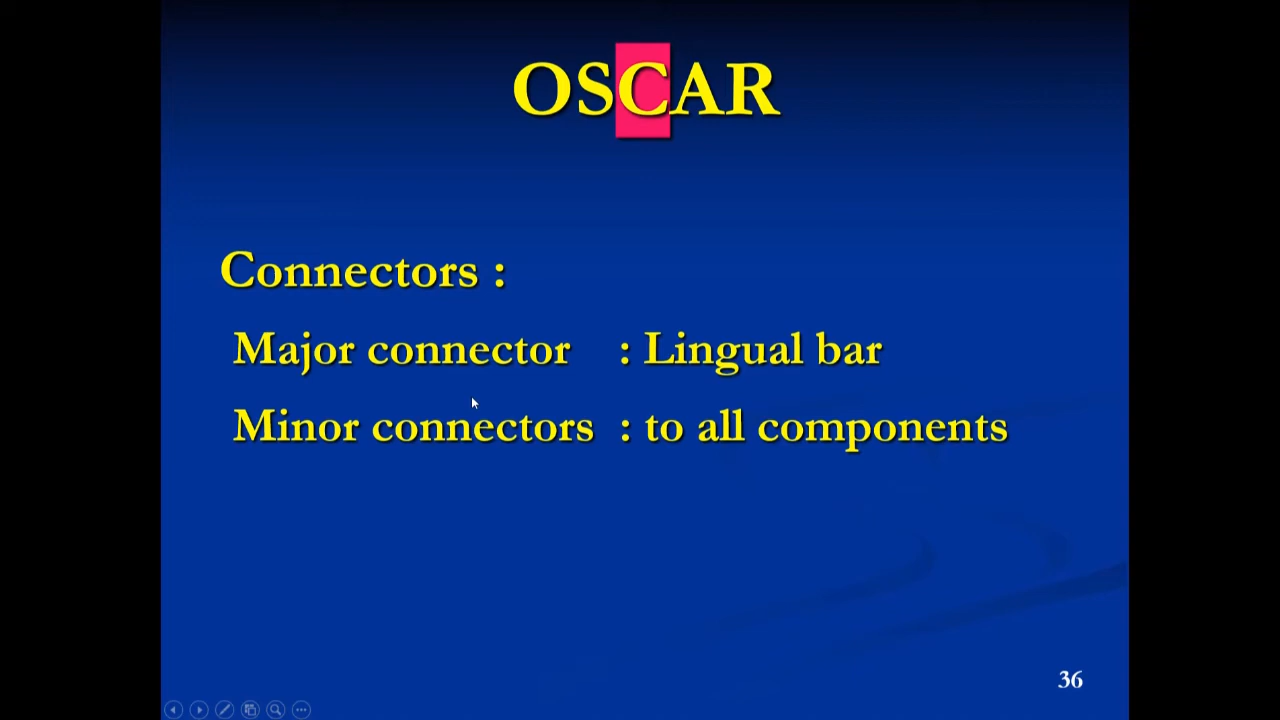 OSCAR
Connectors :
Major connector : Lingual bar
Minor connectors : to all components
36